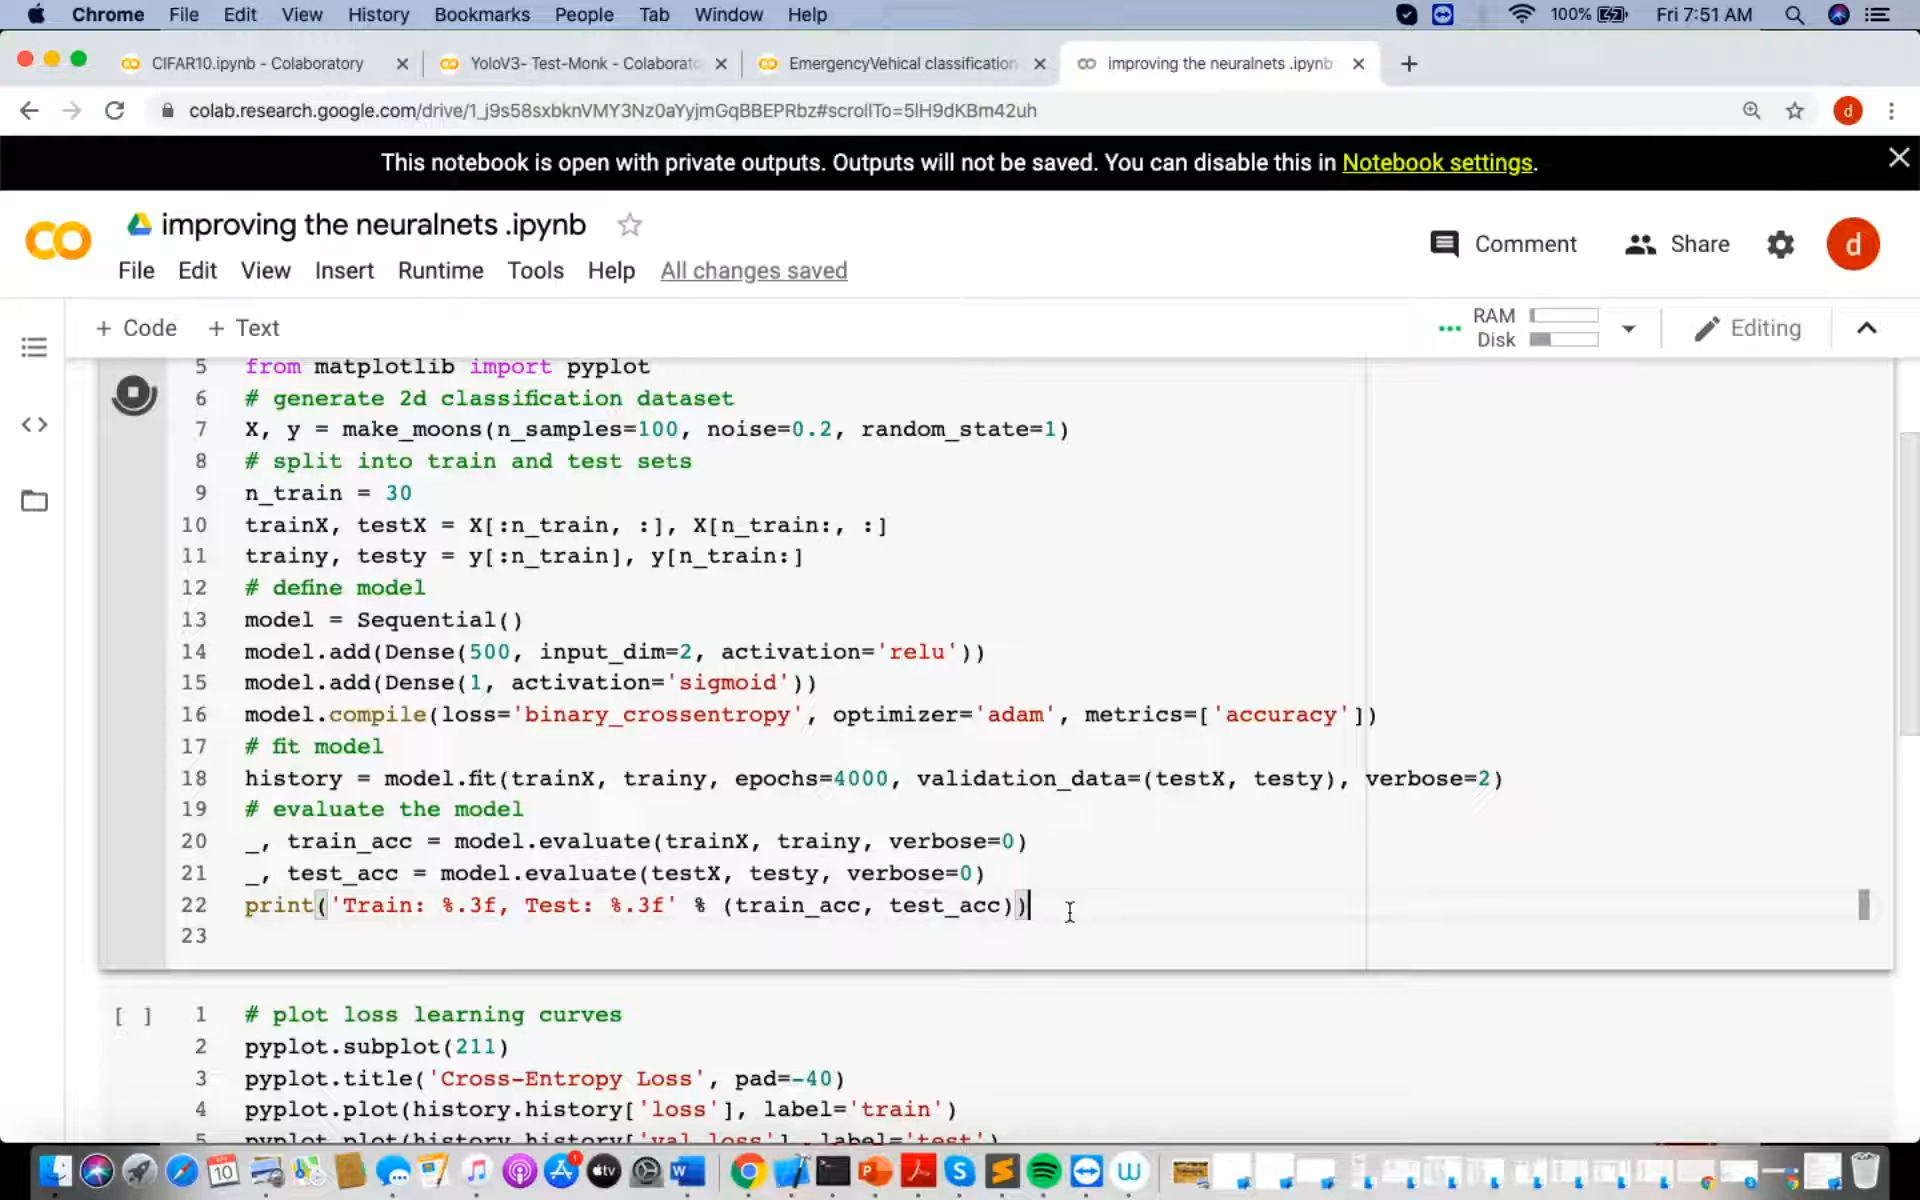 Chrome File Edit View History Bookmarks People Tab Window Help 100% Fri 7:51 AM
CIFAR10.ipynb - Colaboratory YoloV3- Test-Monk - Colaborato EmergencyVehical classification improving the neuralnets .ipynb
colab.research.google.com/drive/1_j9s58sxbknVMY3Nz0aYyjmGqBBEPRbz#scrollTo=5lH9dKBm42uh d
This notebook is open with private outputs. Outputs will not be saved. You can disable this in Notebook settings.
improving the neuralnets .ipynb
Comment Share d
File Edit View Insert Runtime Tools Help All changes saved
+ Code + Text RAM Disk Editing
5 from matplotlib import pyplot
6 # generate 2d classification dataset
7 X, y = make_moons(n_samples=100, noise=0.2, random_state=1)
8 # split into train and test sets
9 n_train = 30
10 trainX, testX = X[:n_train, :], X[n_train:, :]
11 trainy, testy = y[:n_train], y[n_train:]
12 # define model
13 model = Sequential()
14 model.add(Dense(500, input_dim=2, activation='relu'))
15 model.add(Dense(1, activation='sigmoid'))
16 model.compile(loss='binary_crossentropy', optimizer='adam', metrics=['accuracy'])
17 # fit model
18 history = model.fit(trainX, trainy, epochs=4000, validation_data=(testX, testy), verbose=2)
19 # evaluate the model
20 _, train_acc = model.evaluate(trainX, trainy, verbose=0)
21 _, test_acc = model.evaluate(testX, testy, verbose=0)
22 print('Train: %.3f, Test: %.3f' % (train_acc, test_acc))
23
[ ] 1 # plot loss learning curves
2 pyplot.subplot(211)
3 pyplot.title('Cross-Entropy Loss', pad=-40)
4 pyplot.plot(history.history['loss'], label='train')
5 pyplot.plot(history.history['val_loss'], label='test')